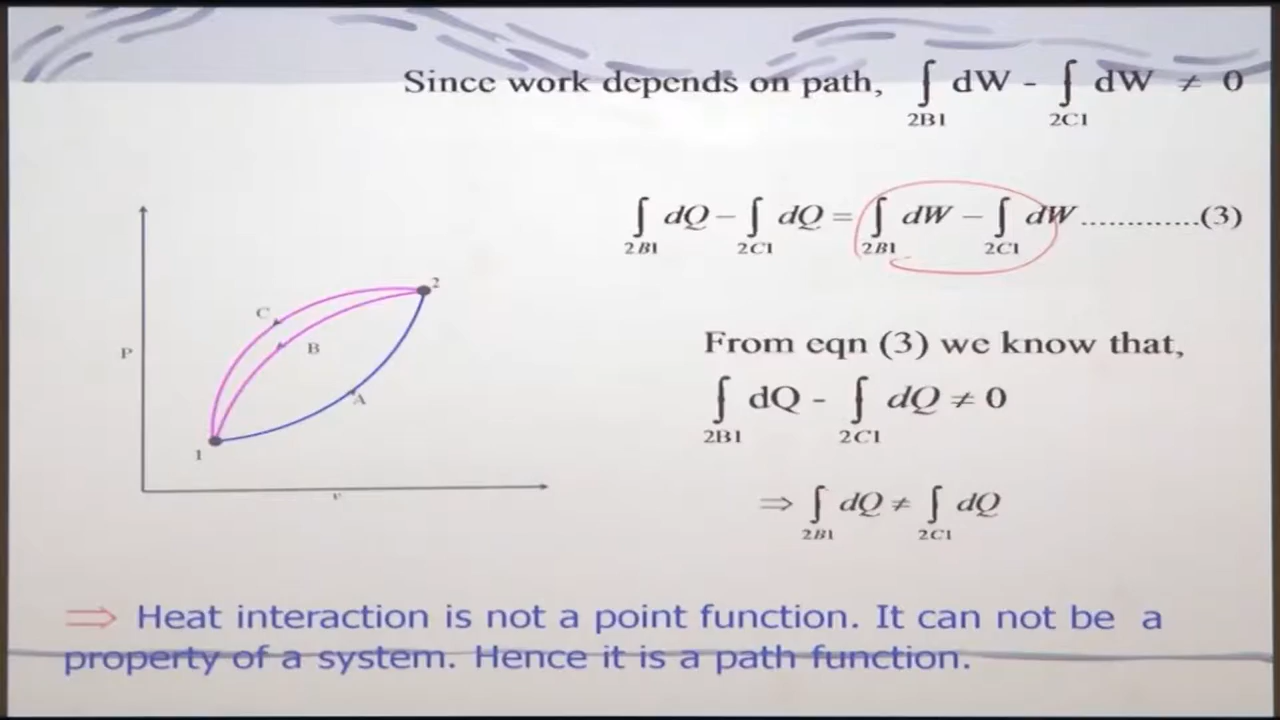 Since work depends on path, ∫ dW - ∫ dW ≠ 0
2B1 2C1
∫ dQ – ∫ dQ = ∫ dW – ∫ dW .............(3)
2B1 2C1 2B1 2C1
P
C
B
2
A
1
v
From eqn (3) we know that,
∫ dQ - ∫ dQ ≠ 0
2B1 2C1
⇒ ∫ dQ ≠ ∫ dQ
2B1 2C1
⇒ Heat interaction is not a point function. It can not be a
property of a system. Hence it is a path function.